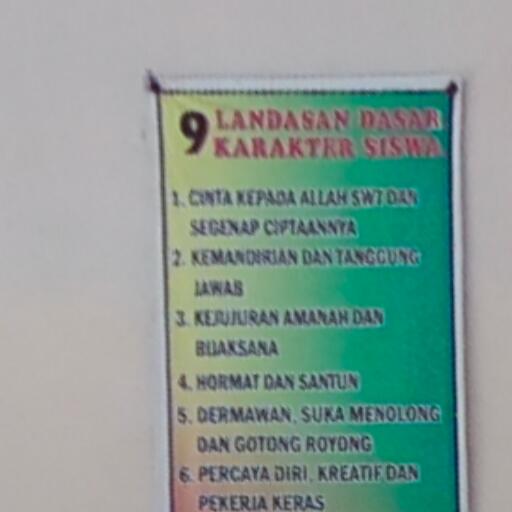 9 LANDASAN DASAR
KARAKTER SISWA
1. CINTA KEPADA ALLAH SWT DAN
SEGENAP CIPTAANNYA
2. KEMANDIRIAN DAN TANGGUNG
JAWAB
3. KEJUJURAN AMANAH DAN
BIJAKSANA
4. HORMAT DAN SANTUN
5. DERMAWAN, SUKA MENOLONG
DAN GOTONG ROYONG
6. PERCAYA DIRI, KREATIF DAN
PEKERJA KERAS